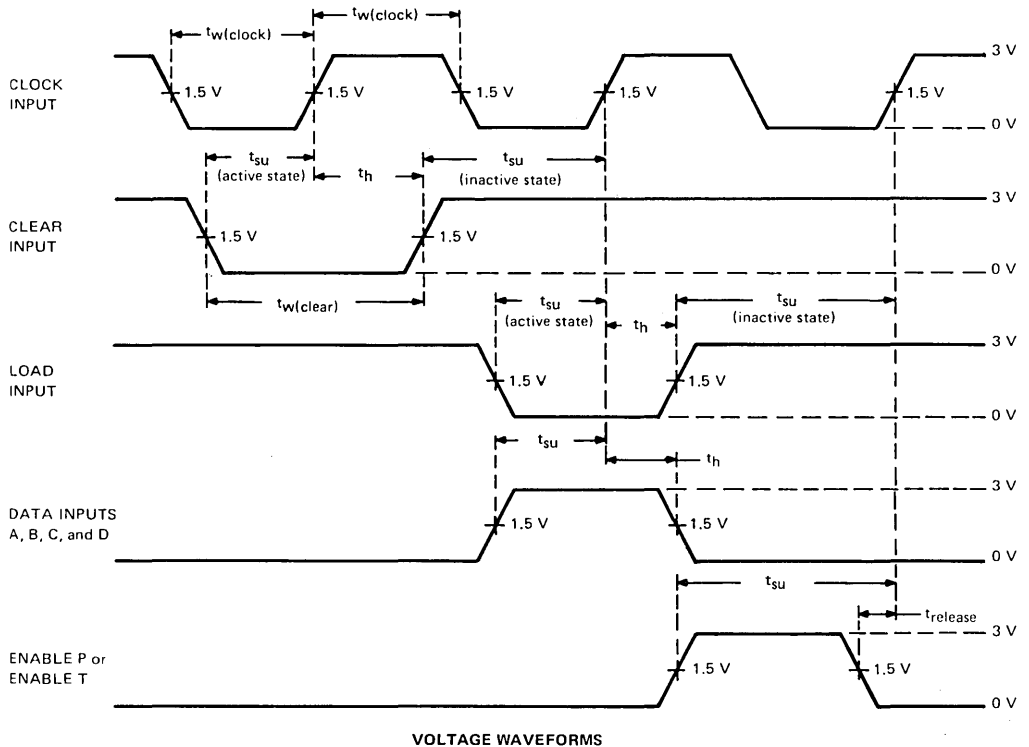 tw(clock)
tw(clock)
3 V
CLOCK
INPUT
1.5 V
1.5 V
1.5 V
1.5 V
1.5 V
0 V
tsu
(active state)
th
tsu
(inactive state)
3 V
CLEAR
INPUT
1.5 V
1.5 V
0 V
tw(clear)
tsu
(active state)
th
tsu
(inactive state)
3 V
LOAD
INPUT
1.5 V
1.5 V
0 V
tsu
th
3 V
DATA INPUTS
A, B, C, and D
1.5 V
1.5 V
0 V
tsu
trelease
3 V
ENABLE P or
ENABLE T
1.5 V
1.5 V
0 V
VOLTAGE WAVEFORMS